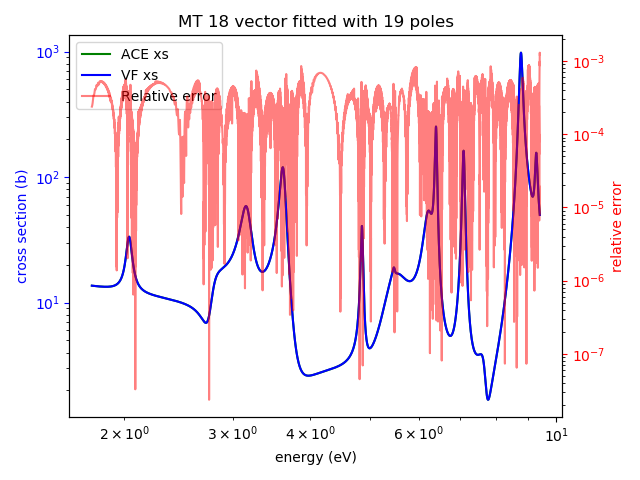 MT 18 vector fitted with 19 poles
ACE xs
VF xs
Relative error
cross section (b)
10³
10²
10¹
relative error
10⁻³
10⁻⁴
10⁻⁵
10⁻⁶
10⁻⁷
2 × 10⁰
3 × 10⁰
4 × 10⁰
6 × 10⁰
10¹
energy (eV)